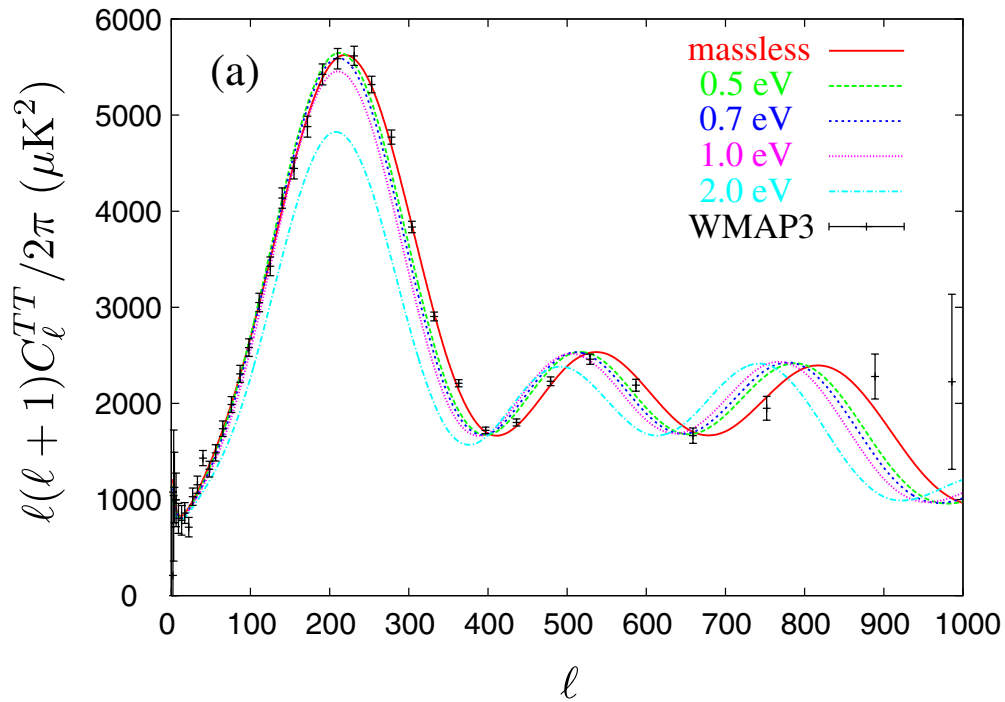 (a)
massless
0.5 eV
0.7 eV
1.0 eV
2.0 eV
WMAP3
6000
5000
4000
3000
2000
1000
0
0 100 200 300 400 500 600 700 800 900 1000
ℓ(ℓ + 1)C_ℓ^{TT}/2π (μK²)
ℓ